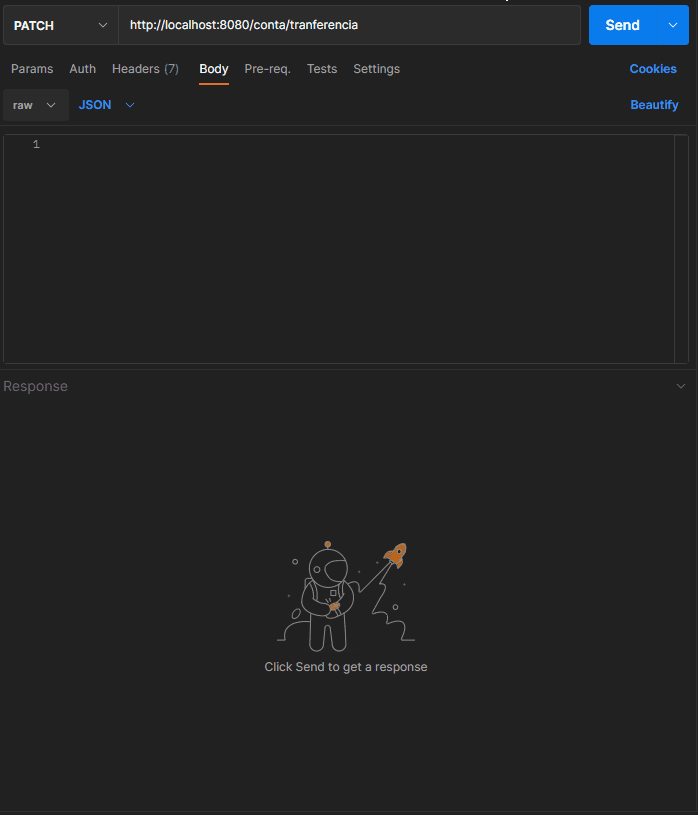 PATCH http://localhost:8080/conta/tranferencia Send
Params Auth Headers (7) Body Pre-req. Tests Settings Cookies
raw JSON Beautify
1
Response
Click Send to get a response